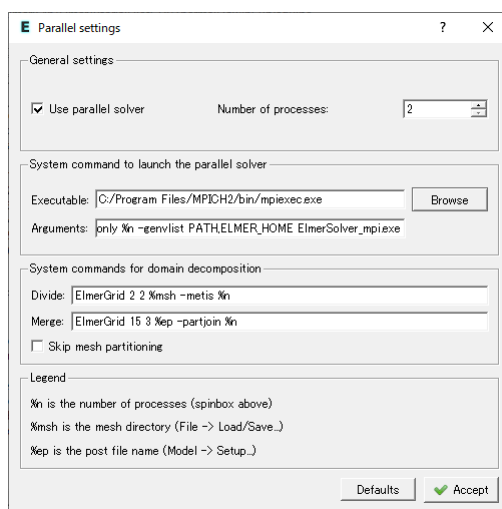 E Parallel settings ? ×
General settings
Use parallel solver Number of processes: 2
System command to launch the parallel solver
Executable: C:/Program Files/MPICH2/bin/mpiexec.exe Browse
Arguments: only %n -genvlist PATH,ELMER_HOME ElmerSolver_mpi.exe
System commands for domain decomposition
Divide: ElmerGrid 2 2 %msh -metis %n
Merge: ElmerGrid 15 3 %ep -partjoin %n
Skip mesh partitioning
Legend
%n is the number of processes (spinbox above)
%msh is the mesh directory (File -> Load/Save...)
%ep is the post file name (Model -> Setup...)
Defaults Accept